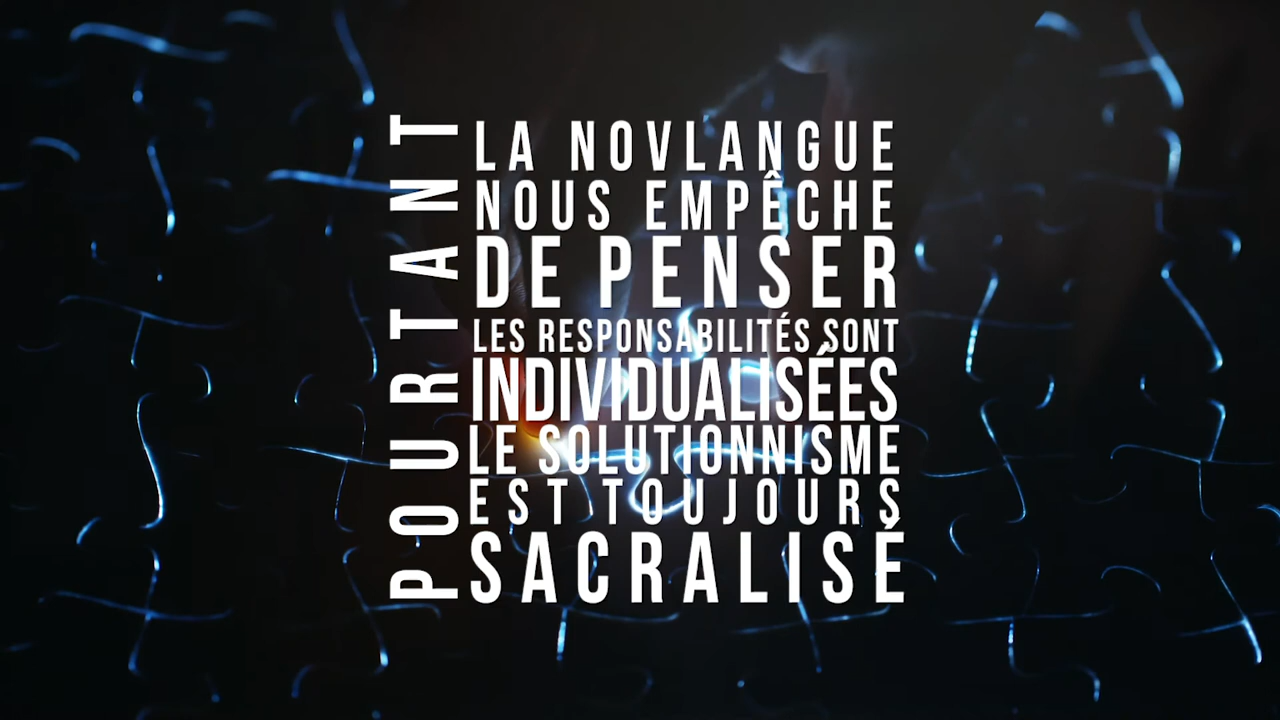 POURTANT
LA NOVLANGUE
NOUS EMPÊCHE
DE PENSER
LES RESPONSABILITÉS SONT
INDIVIDUALISÉES
LE SOLUTIONNISME
EST TOUJOURS
SACRALISÉ